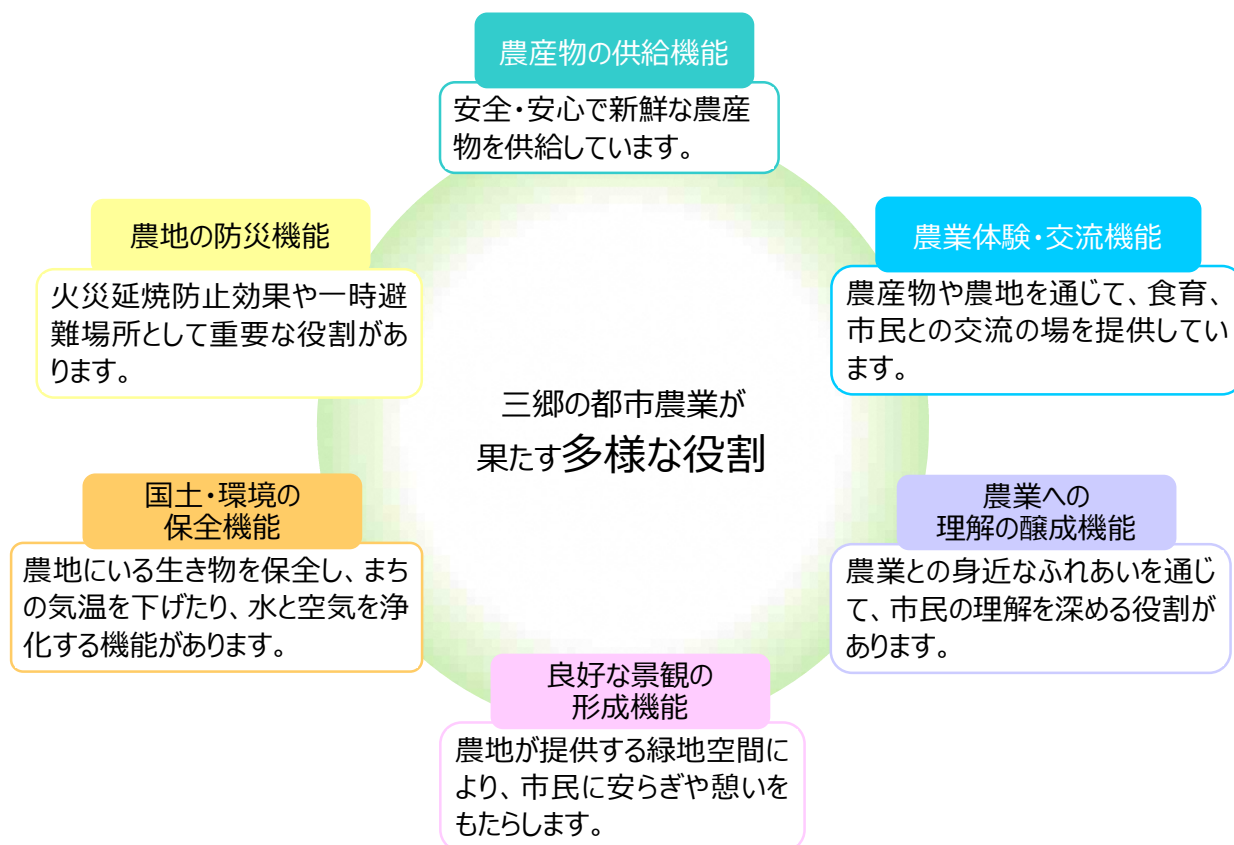 農産物の供給機能
安全・安心で新鮮な農産
物を供給しています。
農業体験・交流機能
農産物や農地を通じて、食育、
市民との交流の場を提供してい
ます。
農業への
理解の醸成機能
農業との身近なふれあいを通じ
て、市民の理解を深める役割が
あります。
良好な景観の
形成機能
農地が提供する緑地空間に
より、市民に安らぎや憩いを
もたらします。
国土・環境の
保全機能
農地にいる生き物を保全し、まち
の気温を下げたり、水と空気を浄
化する機能があります。
農地の防災機能
火災延焼防止効果や一時避
難場所として重要な役割があ
ります。
三郷の都市農業が
果たす多様な役割